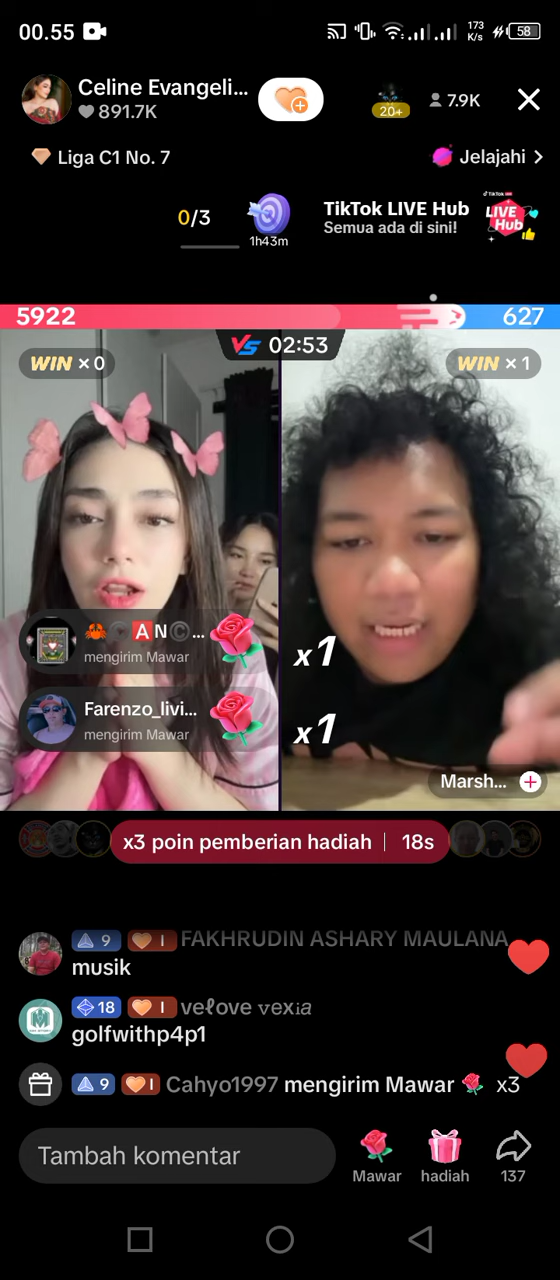 00.55
173
K/s
58
Celine Evangeli...
891.7K
20+
7.9K
Liga C1 No. 7
Jelajahi
0/3
1h43m
TikTok LIVE Hub
Semua ada di sini!
TikTok LIVE
LIVE
Hub
5922
627
VS 02:53
WIN × 0
WIN × 1
🦀 ©️ 🅰️ N ©️ ...
mengirim Mawar
x1
Farenzo_livi...
mengirim Mawar
x1
Marsh...
x3 poin pemberian hadiah | 18s
9 I FAKHRUDIN ASHARY MAULANA
musik
18 I veℓove vexia
golfwithp4p1
9 I Cahyo1997 mengirim Mawar 🌹 x3
Tambah komentar
Mawar
hadiah
137